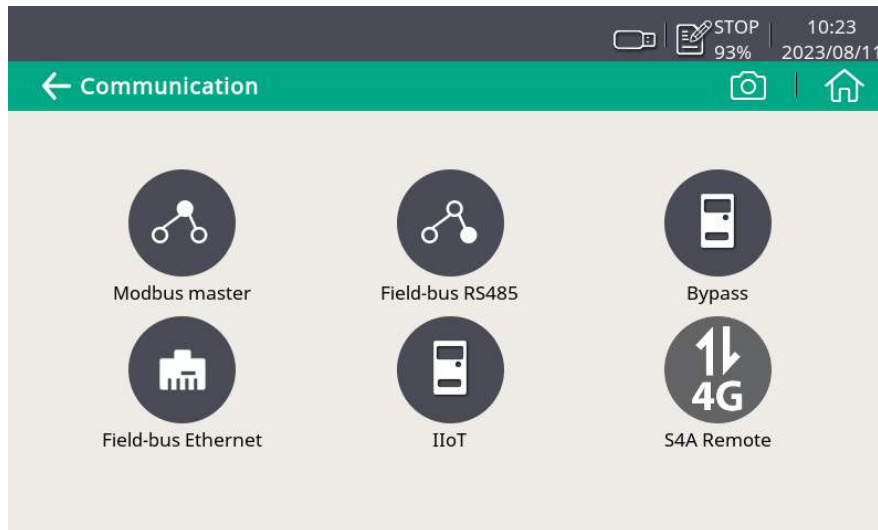 STOP 10:23
93% 2023/08/11
Communication
Modbus master Field-bus RS485 Bypass
4G
Field-bus Ethernet IIoT S4A Remote